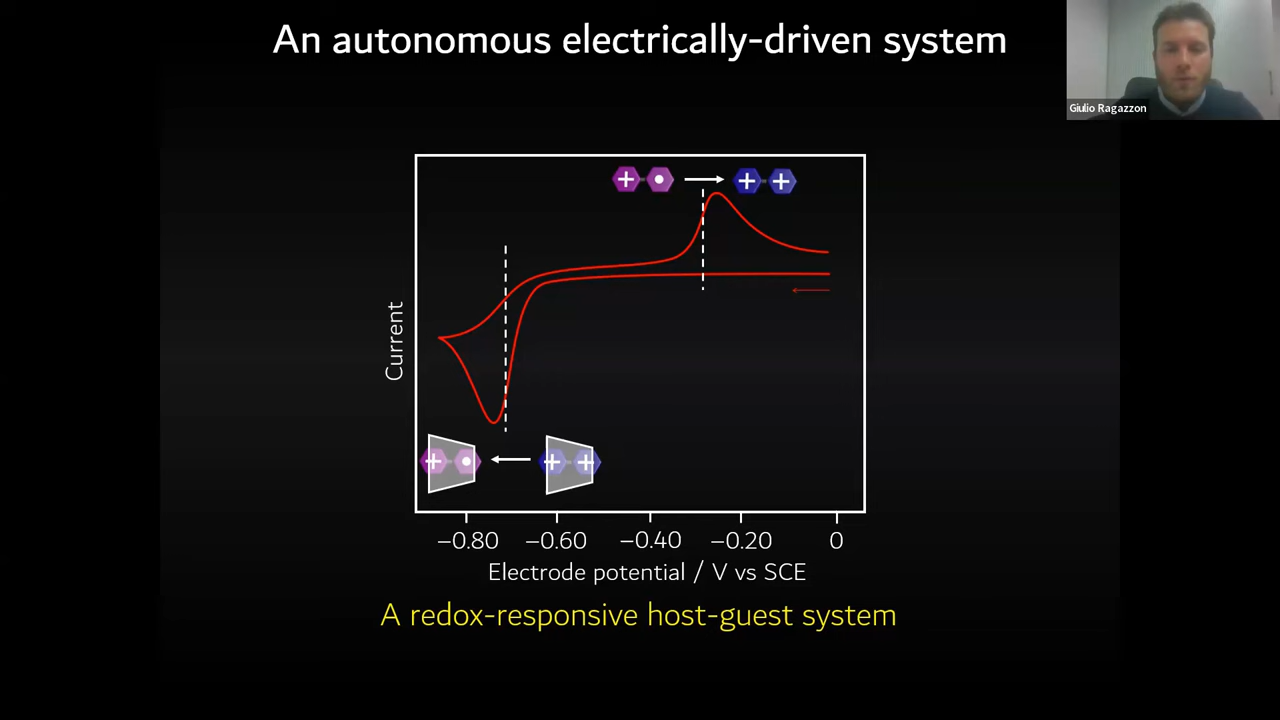 An autonomous electrically-driven system
Giulio Ragazzon
Current
−0.80 −0.60 −0.40 −0.20 0
Electrode potential / V vs SCE
A redox-responsive host-guest system